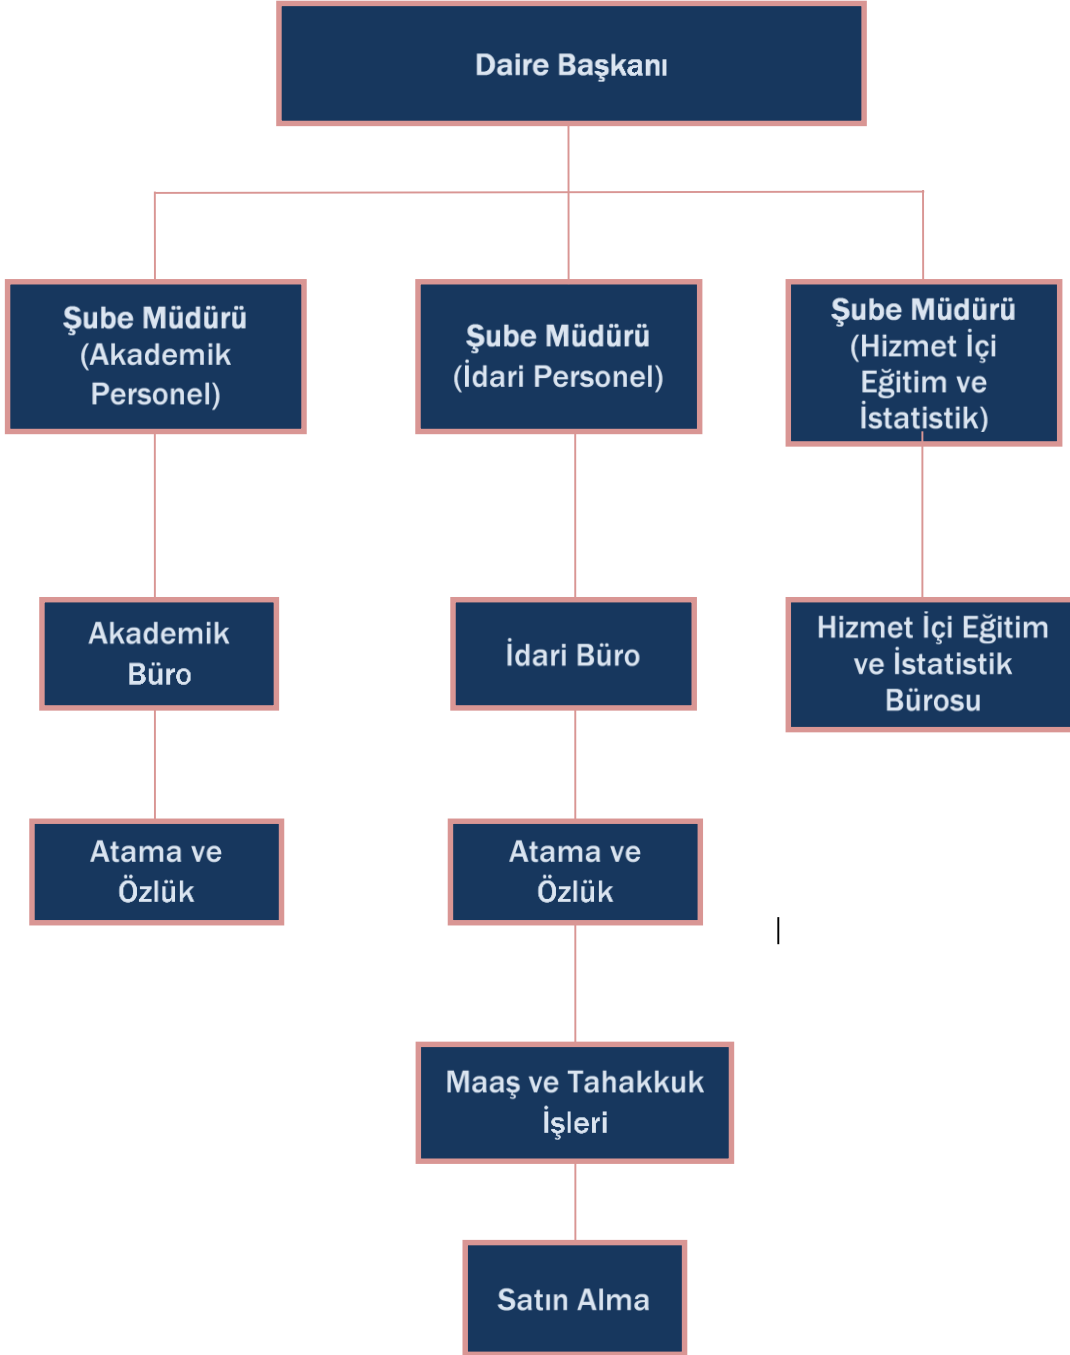 Daire Başkanı
Şube Müdürü
(Akademik
Personel)
Şube Müdürü
(İdari Personel)
Şube Müdürü
(Hizmet İçi
Eğitim ve
İstatistik)
Akademik
Büro
İdari Büro
Hizmet İçi Eğitim
ve İstatistik
Bürosu
Atama ve
Özlük
Atama ve
Özlük
Maaş ve Tahakkuk
İşleri
Satın Alma